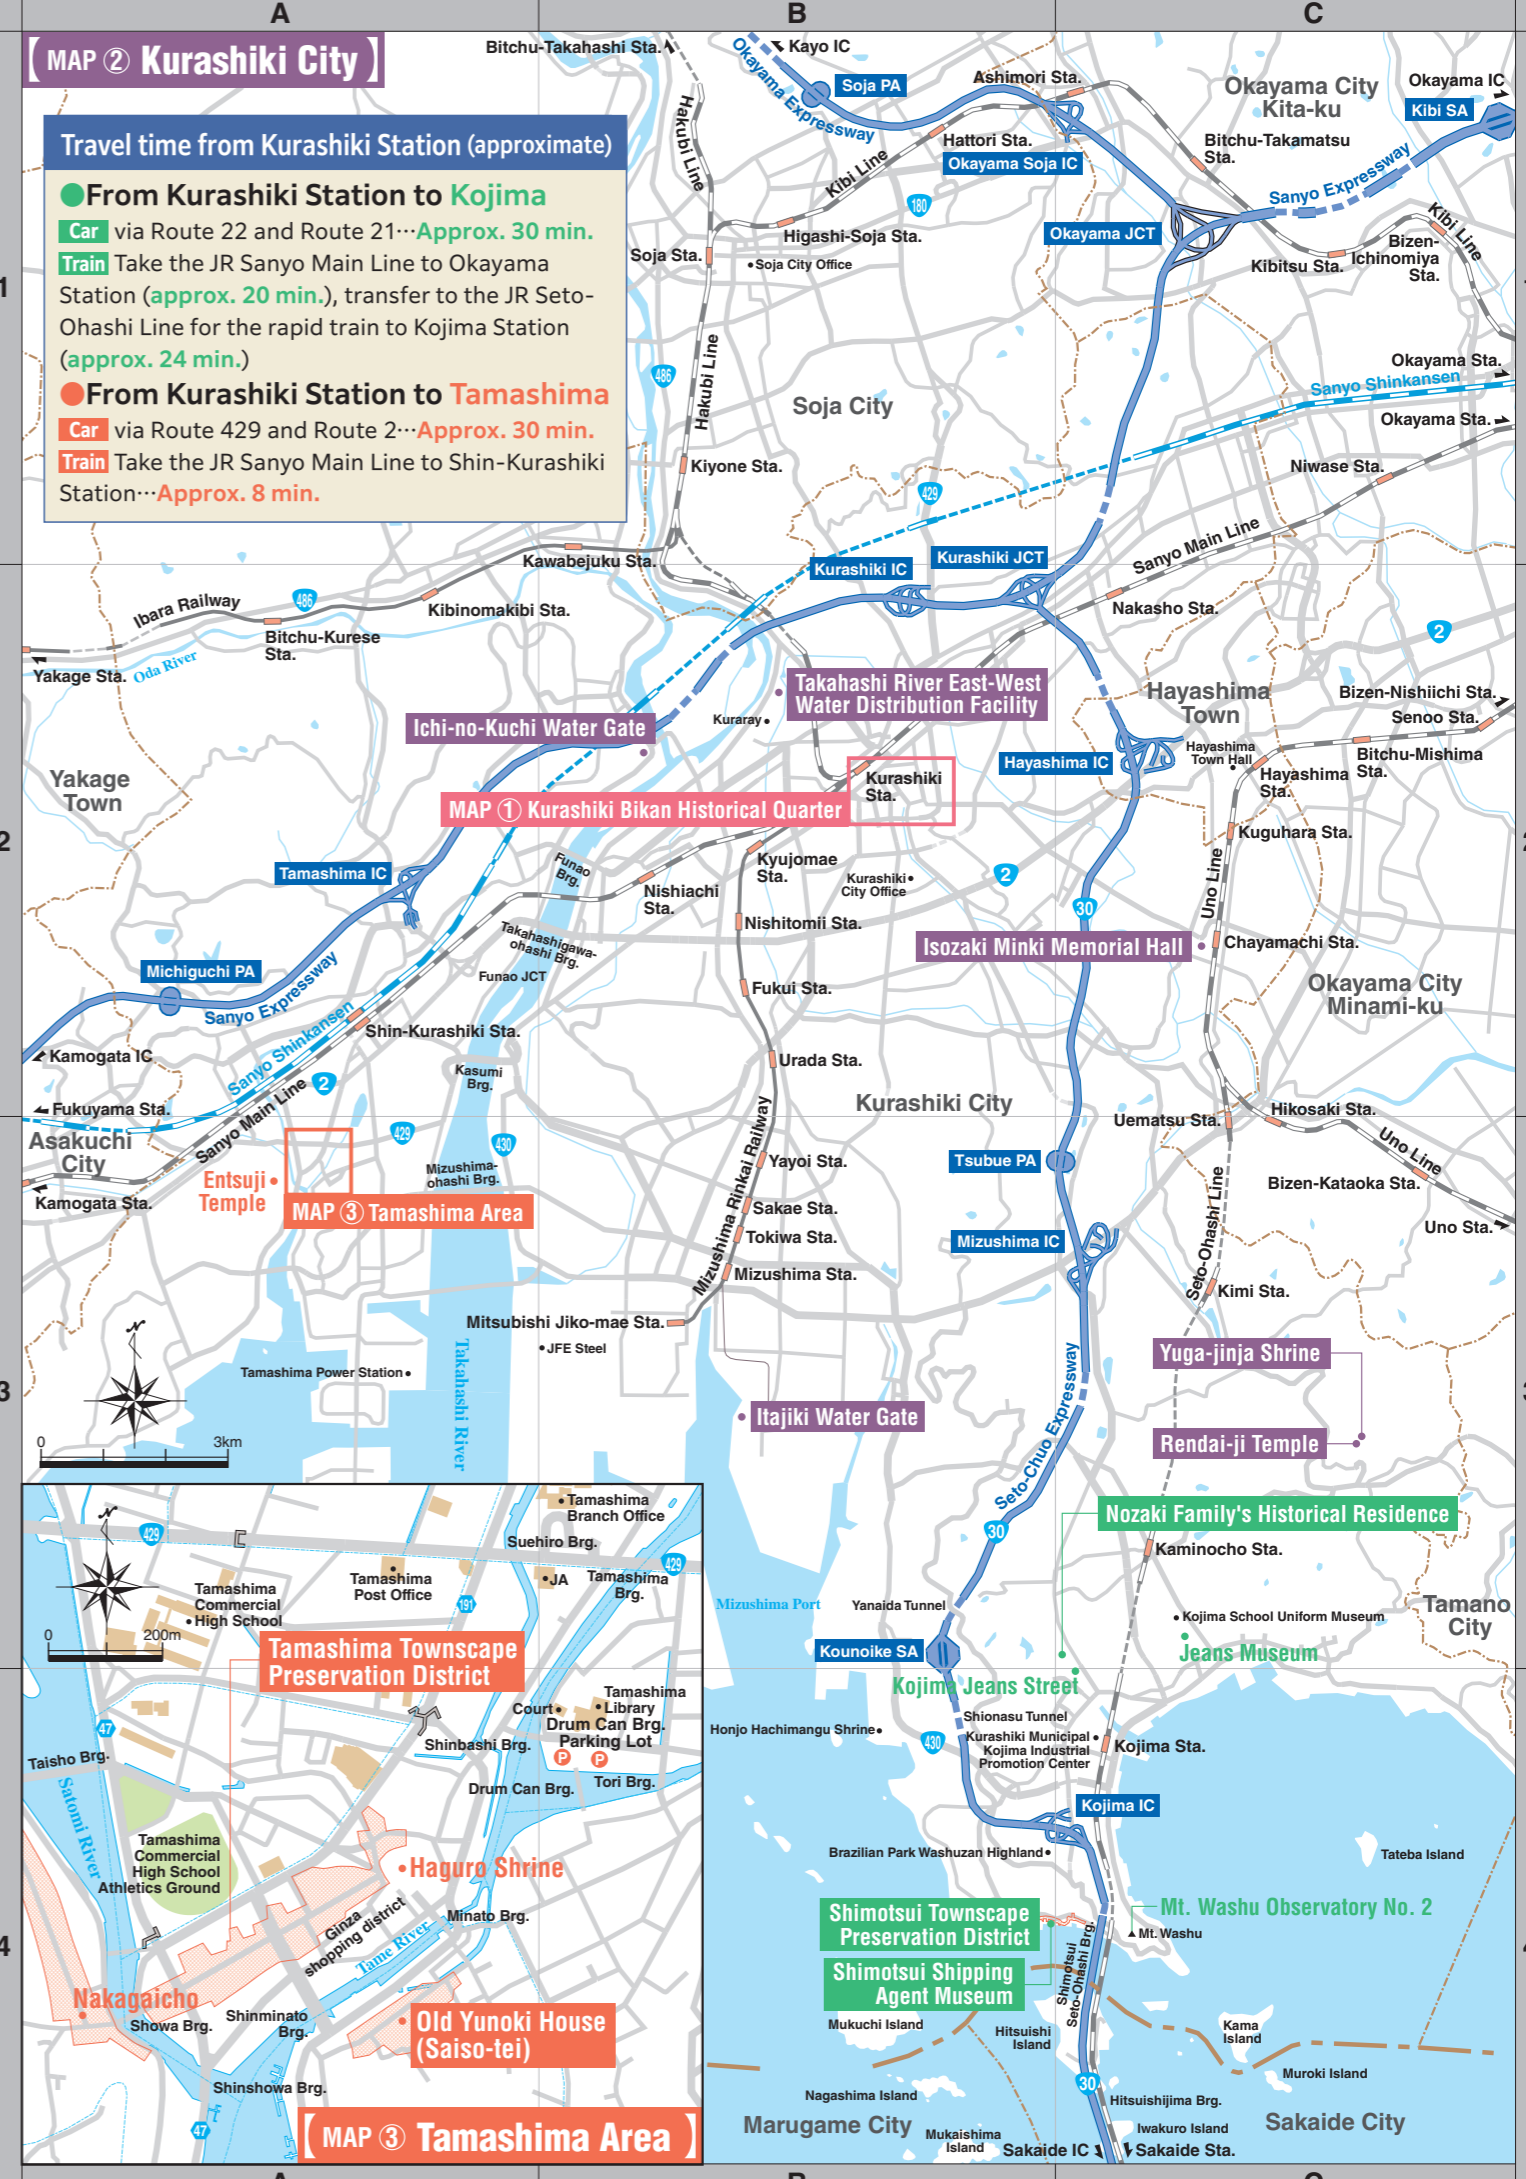 A
B
C
【 MAP ② Kurashiki City 】
Travel time from Kurashiki Station (approximate)
●From Kurashiki Station to Kojima
Car via Route 22 and Route 21…Approx. 30 min.
Train Take the JR Sanyo Main Line to Okayama
Station (approx. 20 min.), transfer to the JR Seto-
Ohashi Line for the rapid train to Kojima Station
(approx. 24 min.)
●From Kurashiki Station to Tamashima
Car via Route 429 and Route 2…Approx. 30 min.
Train Take the JR Sanyo Main Line to Shin-Kurashiki
Station…Approx. 8 min.
Bitchu-Takahashi Sta.
Kayo IC
Okayama Expressway
Soja PA
Ashimori Sta.
Okayama City
Kita-ku
Okayama IC
Kibi SA
Hakubi Line
Hattori Sta.
Okayama Soja IC
Bitchu-Takamatsu
Sta.
Kibi Line
180
Sanyo Expressway
Higashi-Soja Sta.
Okayama JCT
Kibi Line
Bizen-
Ichinomiya
Sta.
Kibitsu Sta.
Soja Sta.
Soja City Office
1
Hakubi Line
486
Okayama Sta.
Sanyo Shinkansen
Soja City
Okayama Sta.
Kiyone Sta.
Niwase Sta.
429
Sanyo Main Line
Kawabejuku Sta.
Kurashiki IC
Kurashiki JCT
Nakasho Sta.
Ibara Railway
486
Kibinomakibi Sta.
Bitchu-Kurese
Sta.
Yakage Sta.
Oda River
2
Takahashi River East-West
Water Distribution Facility
Kuraray
Ichi-no-Kuchi Water Gate
Hayashima
Town
Bizen-Nishiichi Sta.
Senoo Sta.
Bitchu-Mishima
Sta.
Hayashima
Town Hall
Hayashima IC
Hayashima
Sta.
Yakage
Town
Kurashiki
Sta.
MAP ① Kurashiki Bikan Historical Quarter
2
Kuguhara Sta.
Tamashima IC
Funao
Brg.
Kyujomae
Sta.
Nishiachi
Sta.
Kurashiki
City Office
2
30
Uno Line
Nishitomii Sta.
Takahashigawa-
ohashi Brg.
Isozaki Minki Memorial Hall
Chayamachi Sta.
Michiguchi PA
Funao JCT
Fukui Sta.
Okayama City
Minami-ku
Sanyo Expressway
Sanyo Shinkansen
Shin-Kurashiki Sta.
Kamogata IC
Kasumi
Brg.
Urada Sta.
2
Fukuyama Sta.
Sanyo Main Line
Kurashiki City
Hikosaki Sta.
Uematsu Sta.
Asakuchi
City
429
430
Uno Line
Entsuji
Temple
Mizushima-
ohashi Brg.
Mizushima Rinkai Railway
Yayoi Sta.
Tsubue PA
Bizen-Kataoka Sta.
Kamogata Sta.
MAP ③ Tamashima Area
Sakae Sta.
Uno Sta.
Tokiwa Sta.
Mizushima IC
Seto-Ohashi Line
Mizushima Sta.
Kimi Sta.
Mitsubishi Jiko-mae Sta.
JFE Steel
N
Tamashima Power Station
Takahashi River
Yuga-jinja Shrine
3
Itajiki Water Gate
Rendai-ji Temple
0
3km
Seto-Chuo Expressway
Nozaki Family's Historical Residence
30
Kaminocho Sta.
Mizushima Port
Yanaida Tunnel
Kojima School Uniform Museum
Tamano
City
Kounoike SA
Jeans Museum
Kojima Jeans Street
Shionasu Tunnel
Honjo Hachimangu Shrine
430
Kurashiki Municipal
Kojima Industrial
Promotion Center
Kojima Sta.
Kojima IC
Brazilian Park Washuzan Highland
Tateba Island
Shimotsui Townscape
Preservation District
Mt. Washu Observatory No. 2
Mt. Washu
4
Shimotsui Shipping
Agent Museum
Shimotsui
Seto-Ohashi Brg.
Mukuchi Island
Hitsuishi
Island
Kama
Island
Muroki Island
30
Nagashima Island
Hitsuishijima Brg.
Marugame City
Mukaishima
Island
Iwakuro Island
Sakaide City
Sakaide IC
Sakaide Sta.
N
429
Tamashima
Branch Office
Suehiro Brg.
429
Tamashima
Commercial
High School
Tamashima
Post Office
JA
Tamashima
Brg.
191
0
200m
Tamashima Townscape
Preservation District
Tamashima
Library
Court
Drum Can Brg.
Parking Lot
P
P
47
Shinbashi Brg.
Taisho Brg.
Drum Can Brg.
Tori Brg.
Satomi River
Tamashima
Commercial
High School
Athletics Ground
Haguro Shrine
Ginza
shopping district
Minato Brg.
Tame River
Nakagaicho
Showa Brg.
Shinminato
Brg.
Old Yunoki House
(Saiso-tei)
Shinshowa Brg.
47
【 MAP ③ Tamashima Area 】